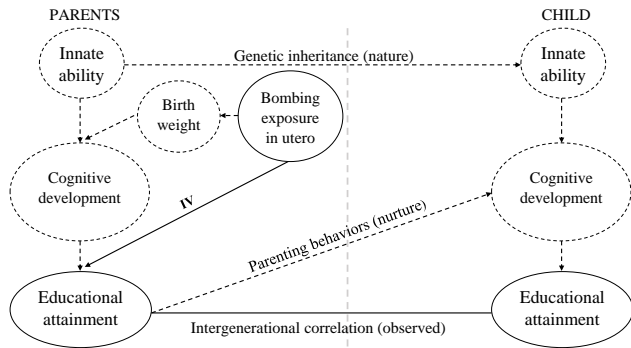 PARENTS
CHILD
Innate
ability
Genetic inheritance (nature)
Innate
ability
Birth
weight
Bombing
exposure
in utero
Cognitive
development
IV
Parenting behaviors (nurture)
Cognitive
development
Educational
attainment
Intergenerational correlation (observed)
Educational
attainment